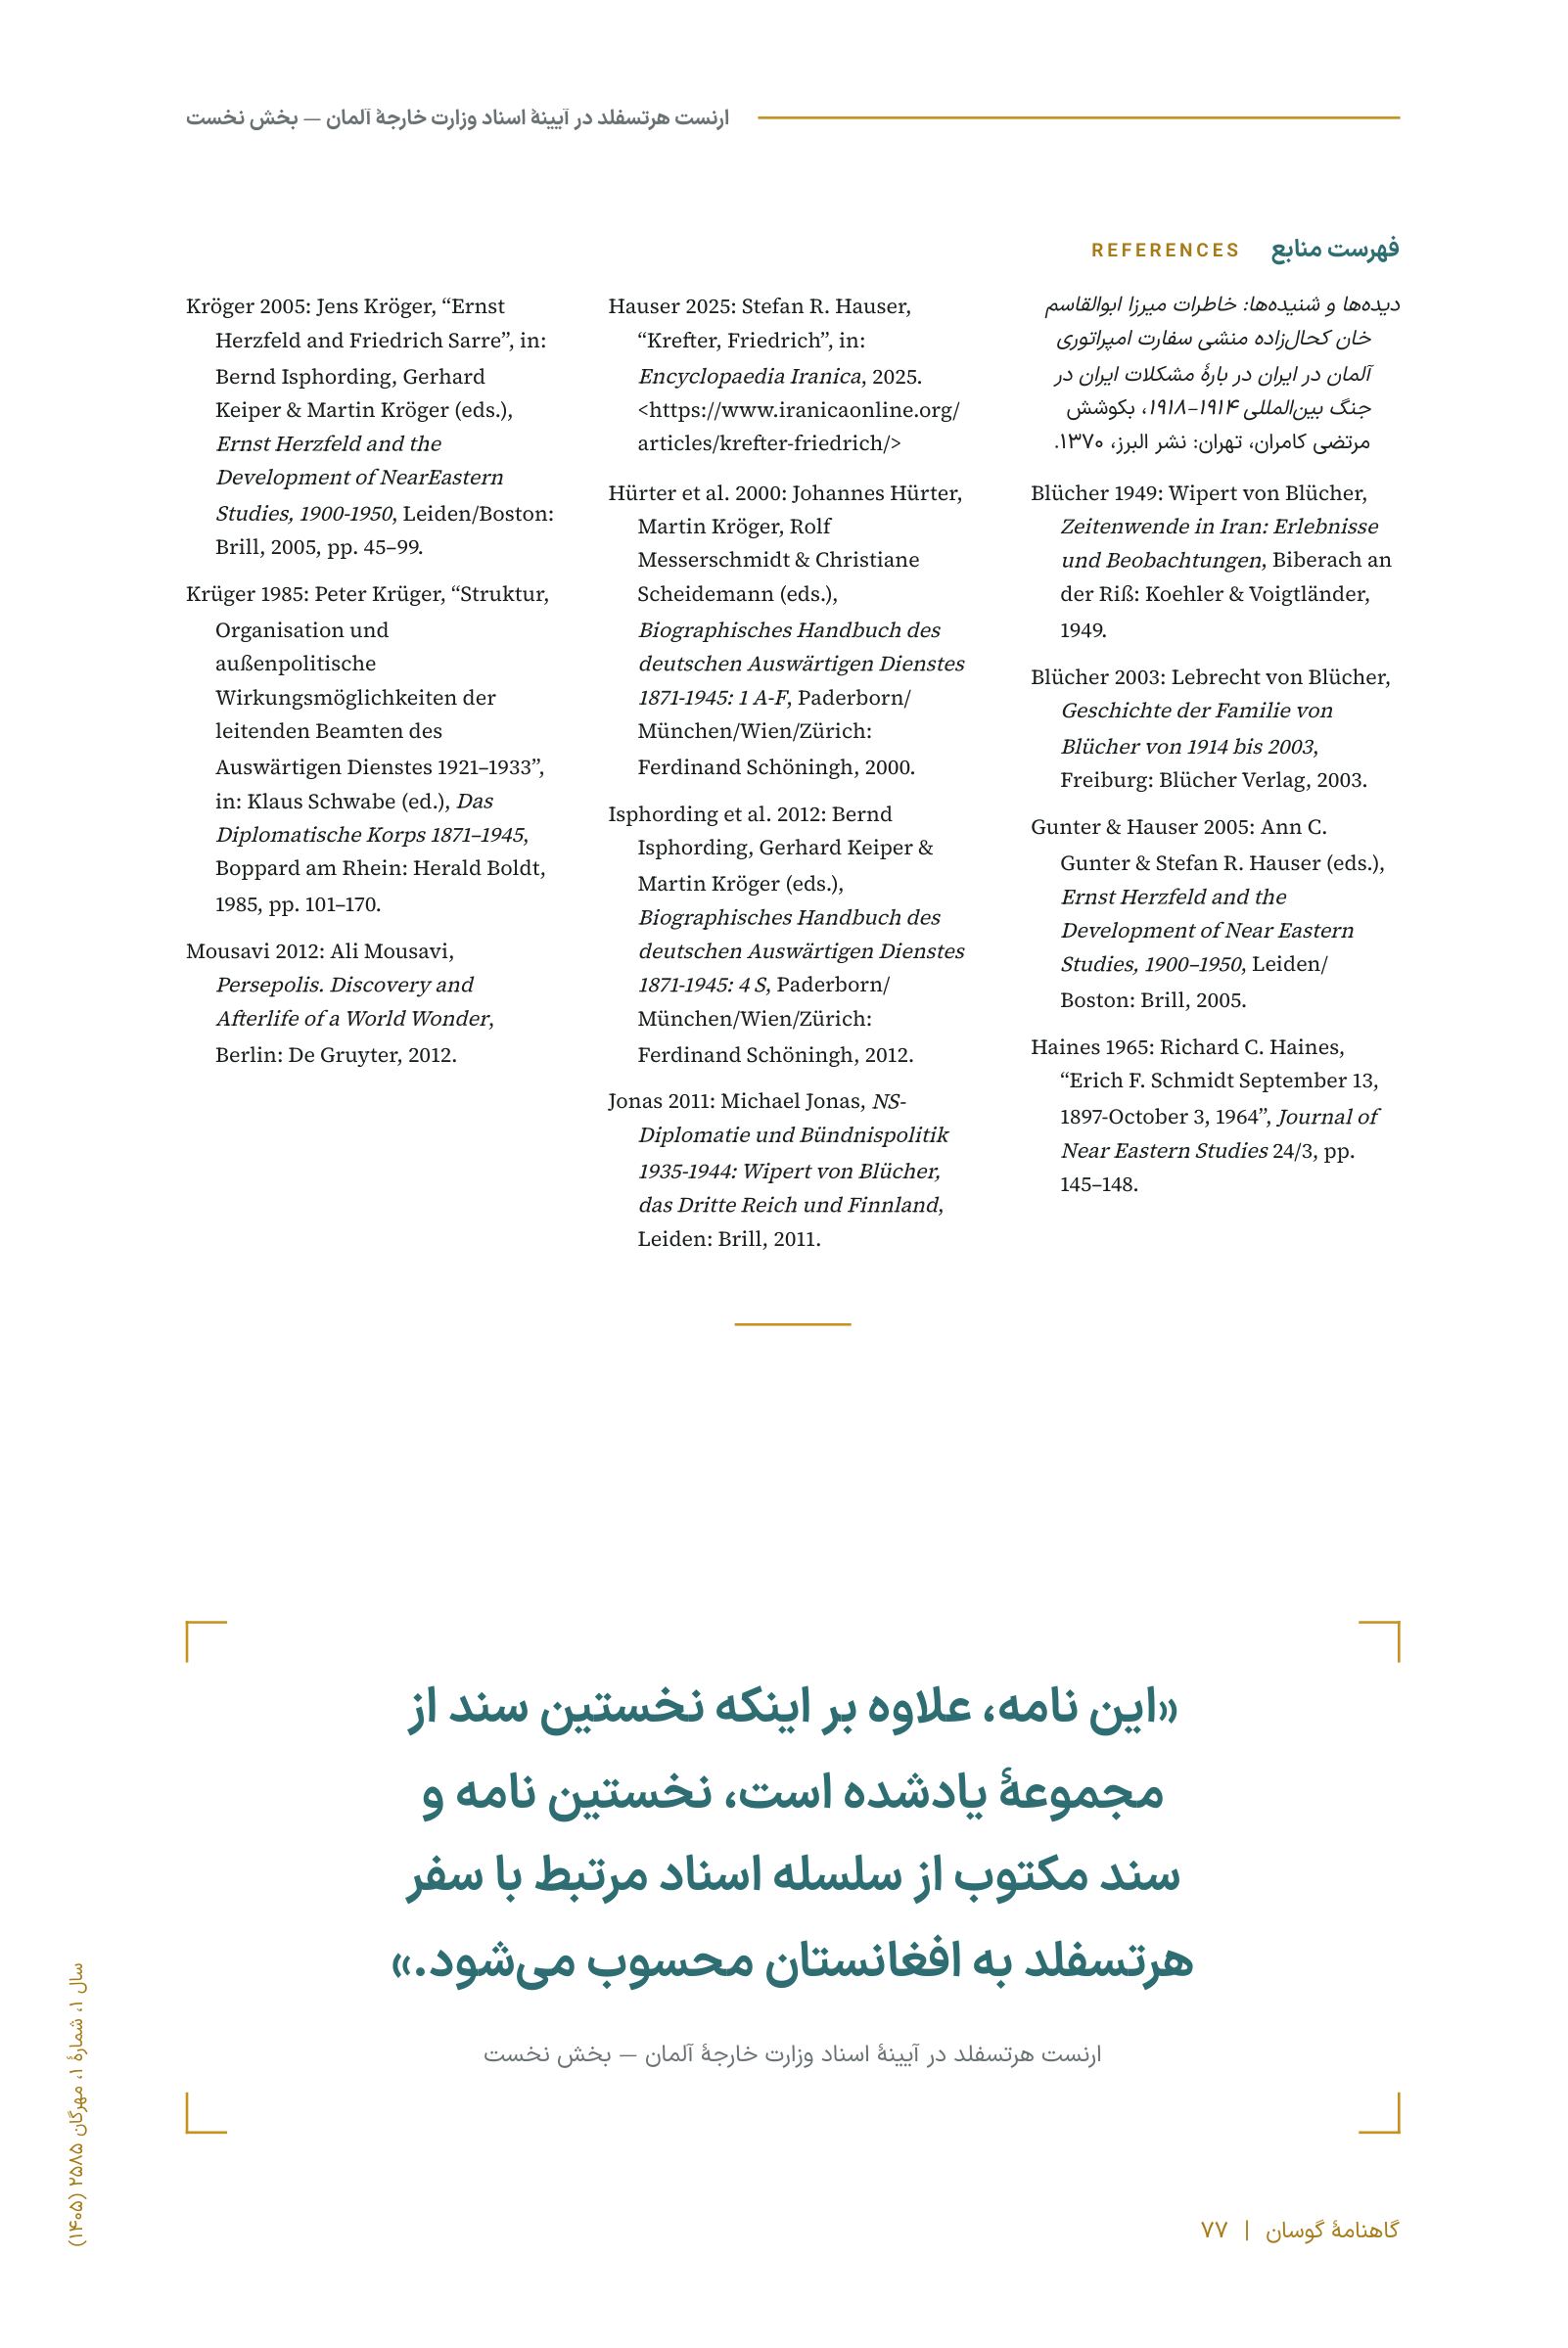 ارنست هرتسفلد در آیینهٔ اسناد وزارت خارجهٔ آلمان — بخش نخست
فهرست منابع REFERENCES
دیده‌ها و شنیده‌ها: خاطرات میرزا ابوالقاسم
خان کحال‌زاده منشی سفارت امپراتوری
آلمان در ایران در بارهٔ مشکلات ایران در
جنگ بین‌المللی ۱۹۱۴–۱۹۱۸، بکوشش
مرتضی کامران، تهران: نشر البرز، ۱۳۷۰.
Blücher 1949: Wipert von Blücher,
Zeitenwende in Iran: Erlebnisse
und Beobachtungen, Biberach an
der Riß: Koehler & Voigtländer,
1949.
Blücher 2003: Lebrecht von Blücher,
Geschichte der Familie von
Blücher von 1914 bis 2003,
Freiburg: Blücher Verlag, 2003.
Gunter & Hauser 2005: Ann C.
Gunter & Stefan R. Hauser (eds.),
Ernst Herzfeld and the
Development of Near Eastern
Studies, 1900–1950, Leiden/
Boston: Brill, 2005.
Haines 1965: Richard C. Haines,
“Erich F. Schmidt September 13,
1897-October 3, 1964”, Journal of
Near Eastern Studies 24/3, pp.
145–148.
Hauser 2025: Stefan R. Hauser,
“Krefter, Friedrich”, in:
Encyclopaedia Iranica, 2025.
<https://www.iranicaonline.org/
articles/krefter-friedrich/>
Hürter et al. 2000: Johannes Hürter,
Martin Kröger, Rolf
Messerschmidt & Christiane
Scheidemann (eds.),
Biographisches Handbuch des
deutschen Auswärtigen Dienstes
1871-1945: 1 A-F, Paderborn/
München/Wien/Zürich:
Ferdinand Schöningh, 2000.
Isphording et al. 2012: Bernd
Isphording, Gerhard Keiper &
Martin Kröger (eds.),
Biographisches Handbuch des
deutschen Auswärtigen Dienstes
1871-1945: 4 S, Paderborn/
München/Wien/Zürich:
Ferdinand Schöningh, 2012.
Jonas 2011: Michael Jonas, NS-
Diplomatie und Bündnispolitik
1935-1944: Wipert von Blücher,
das Dritte Reich und Finnland,
Leiden: Brill, 2011.
Kröger 2005: Jens Kröger, “Ernst
Herzfeld and Friedrich Sarre”, in:
Bernd Isphording, Gerhard
Keiper & Martin Kröger (eds.),
Ernst Herzfeld and the
Development of NearEastern
Studies, 1900-1950, Leiden/Boston:
Brill, 2005, pp. 45–99.
Krüger 1985: Peter Krüger, “Struktur,
Organisation und
außenpolitische
Wirkungsmöglichkeiten der
leitenden Beamten des
Auswärtigen Dienstes 1921–1933”,
in: Klaus Schwabe (ed.), Das
Diplomatische Korps 1871–1945,
Boppard am Rhein: Herald Boldt,
1985, pp. 101–170.
Mousavi 2012: Ali Mousavi,
Persepolis. Discovery and
Afterlife of a World Wonder,
Berlin: De Gruyter, 2012.
«این نامه، علاوه بر اینکه نخستین سند از
مجموعهٔ یادشده است، نخستین نامه و
سند مکتوب از سلسله اسناد مرتبط با سفر
هرتسفلد به افغانستان محسوب می‌شود.»
ارنست هرتسفلد در آیینهٔ اسناد وزارت خارجهٔ آلمان — بخش نخست
سال ۱، شمارهٔ ۱، مهرگان ۲۵۸۵ (۱۴۰۵)
گاهنامهٔ گوسان | ۷۷